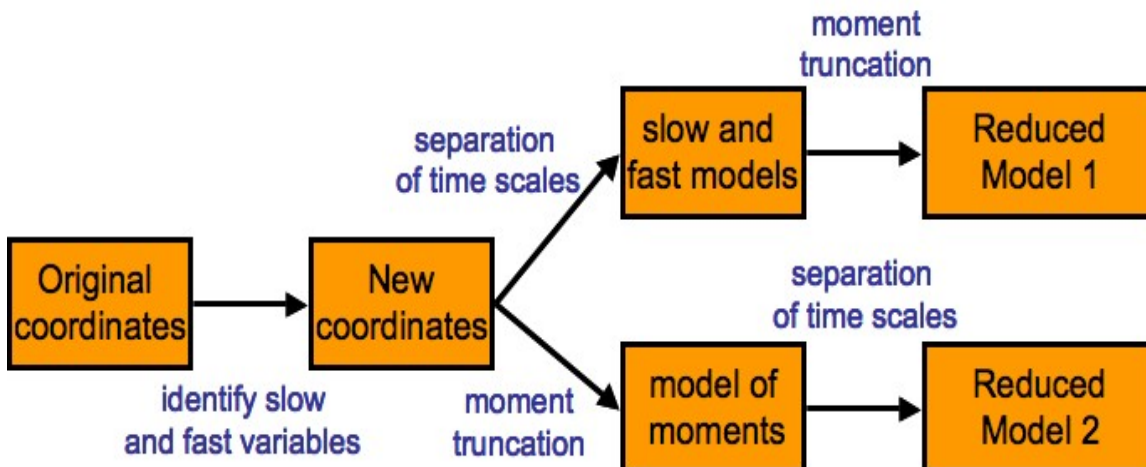 moment
truncation
separation
of time scales
slow and
fast models
Reduced
Model 1
Original
coordinates
New
coordinates
separation
of time scales
identify slow
and fast variables
moment
truncation
model of
moments
Reduced
Model 2